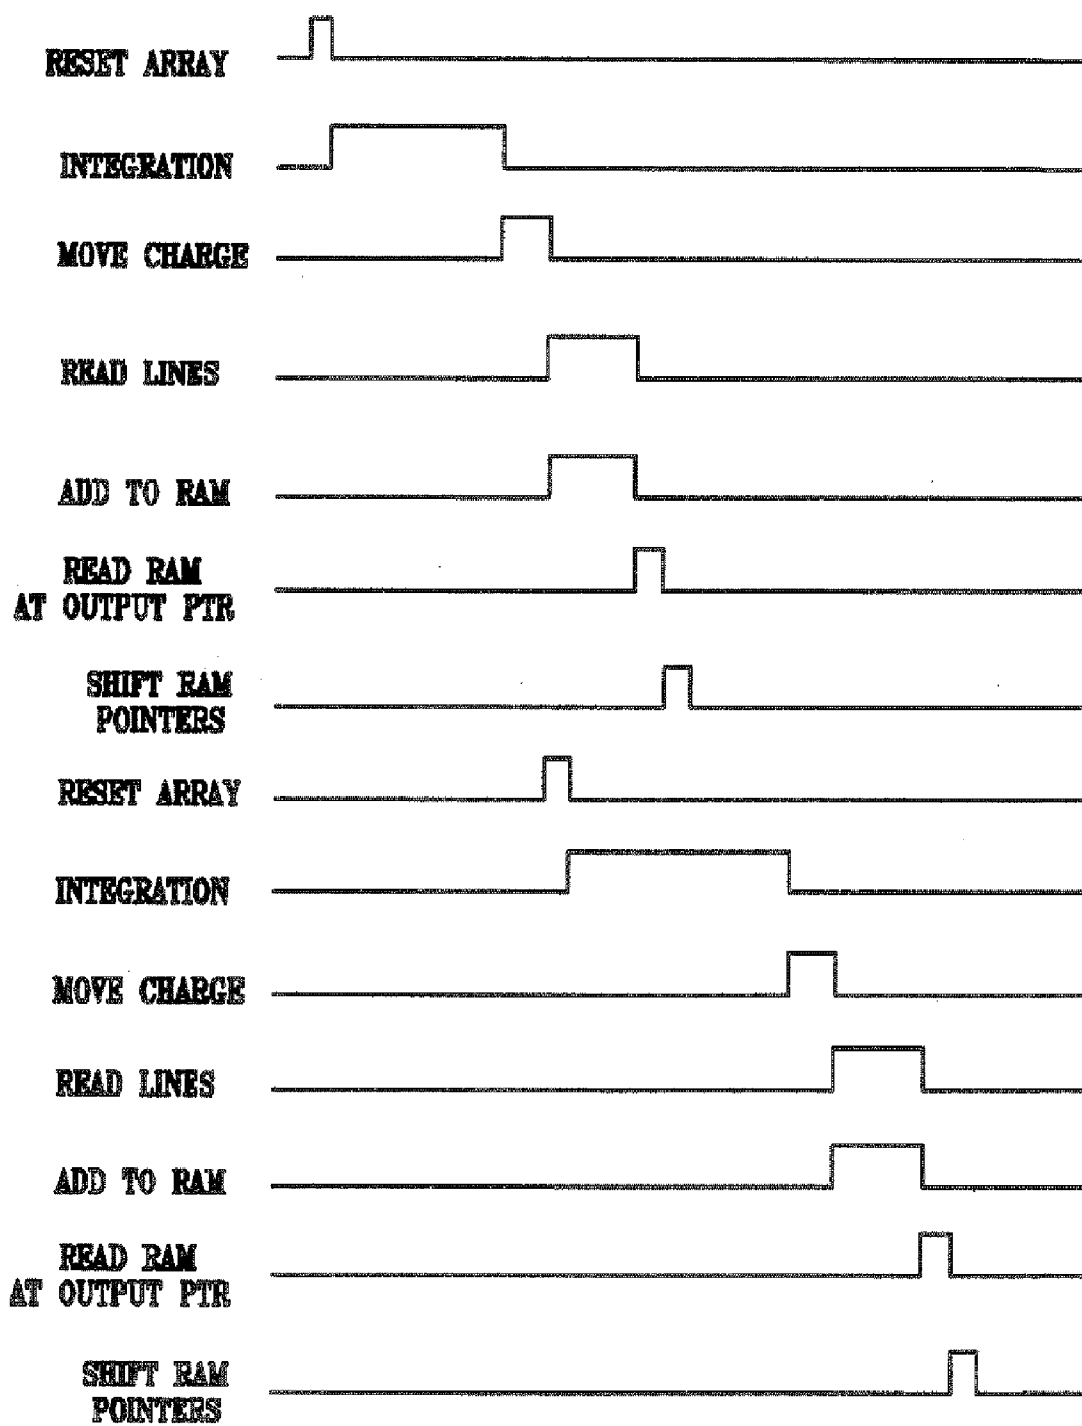 RESET ARRAY
INTEGRATION
MOVE CHARGE
READ LINES
ADD TO RAM
READ RAM
AT OUTPUT PTR
SHIFT RAM
POINTERS
RESET ARRAY
INTEGRATION
MOVE CHARGE
READ LINES
ADD TO RAM
READ RAM
AT OUTPUT PTR
SHIFT RAM
POINTERS